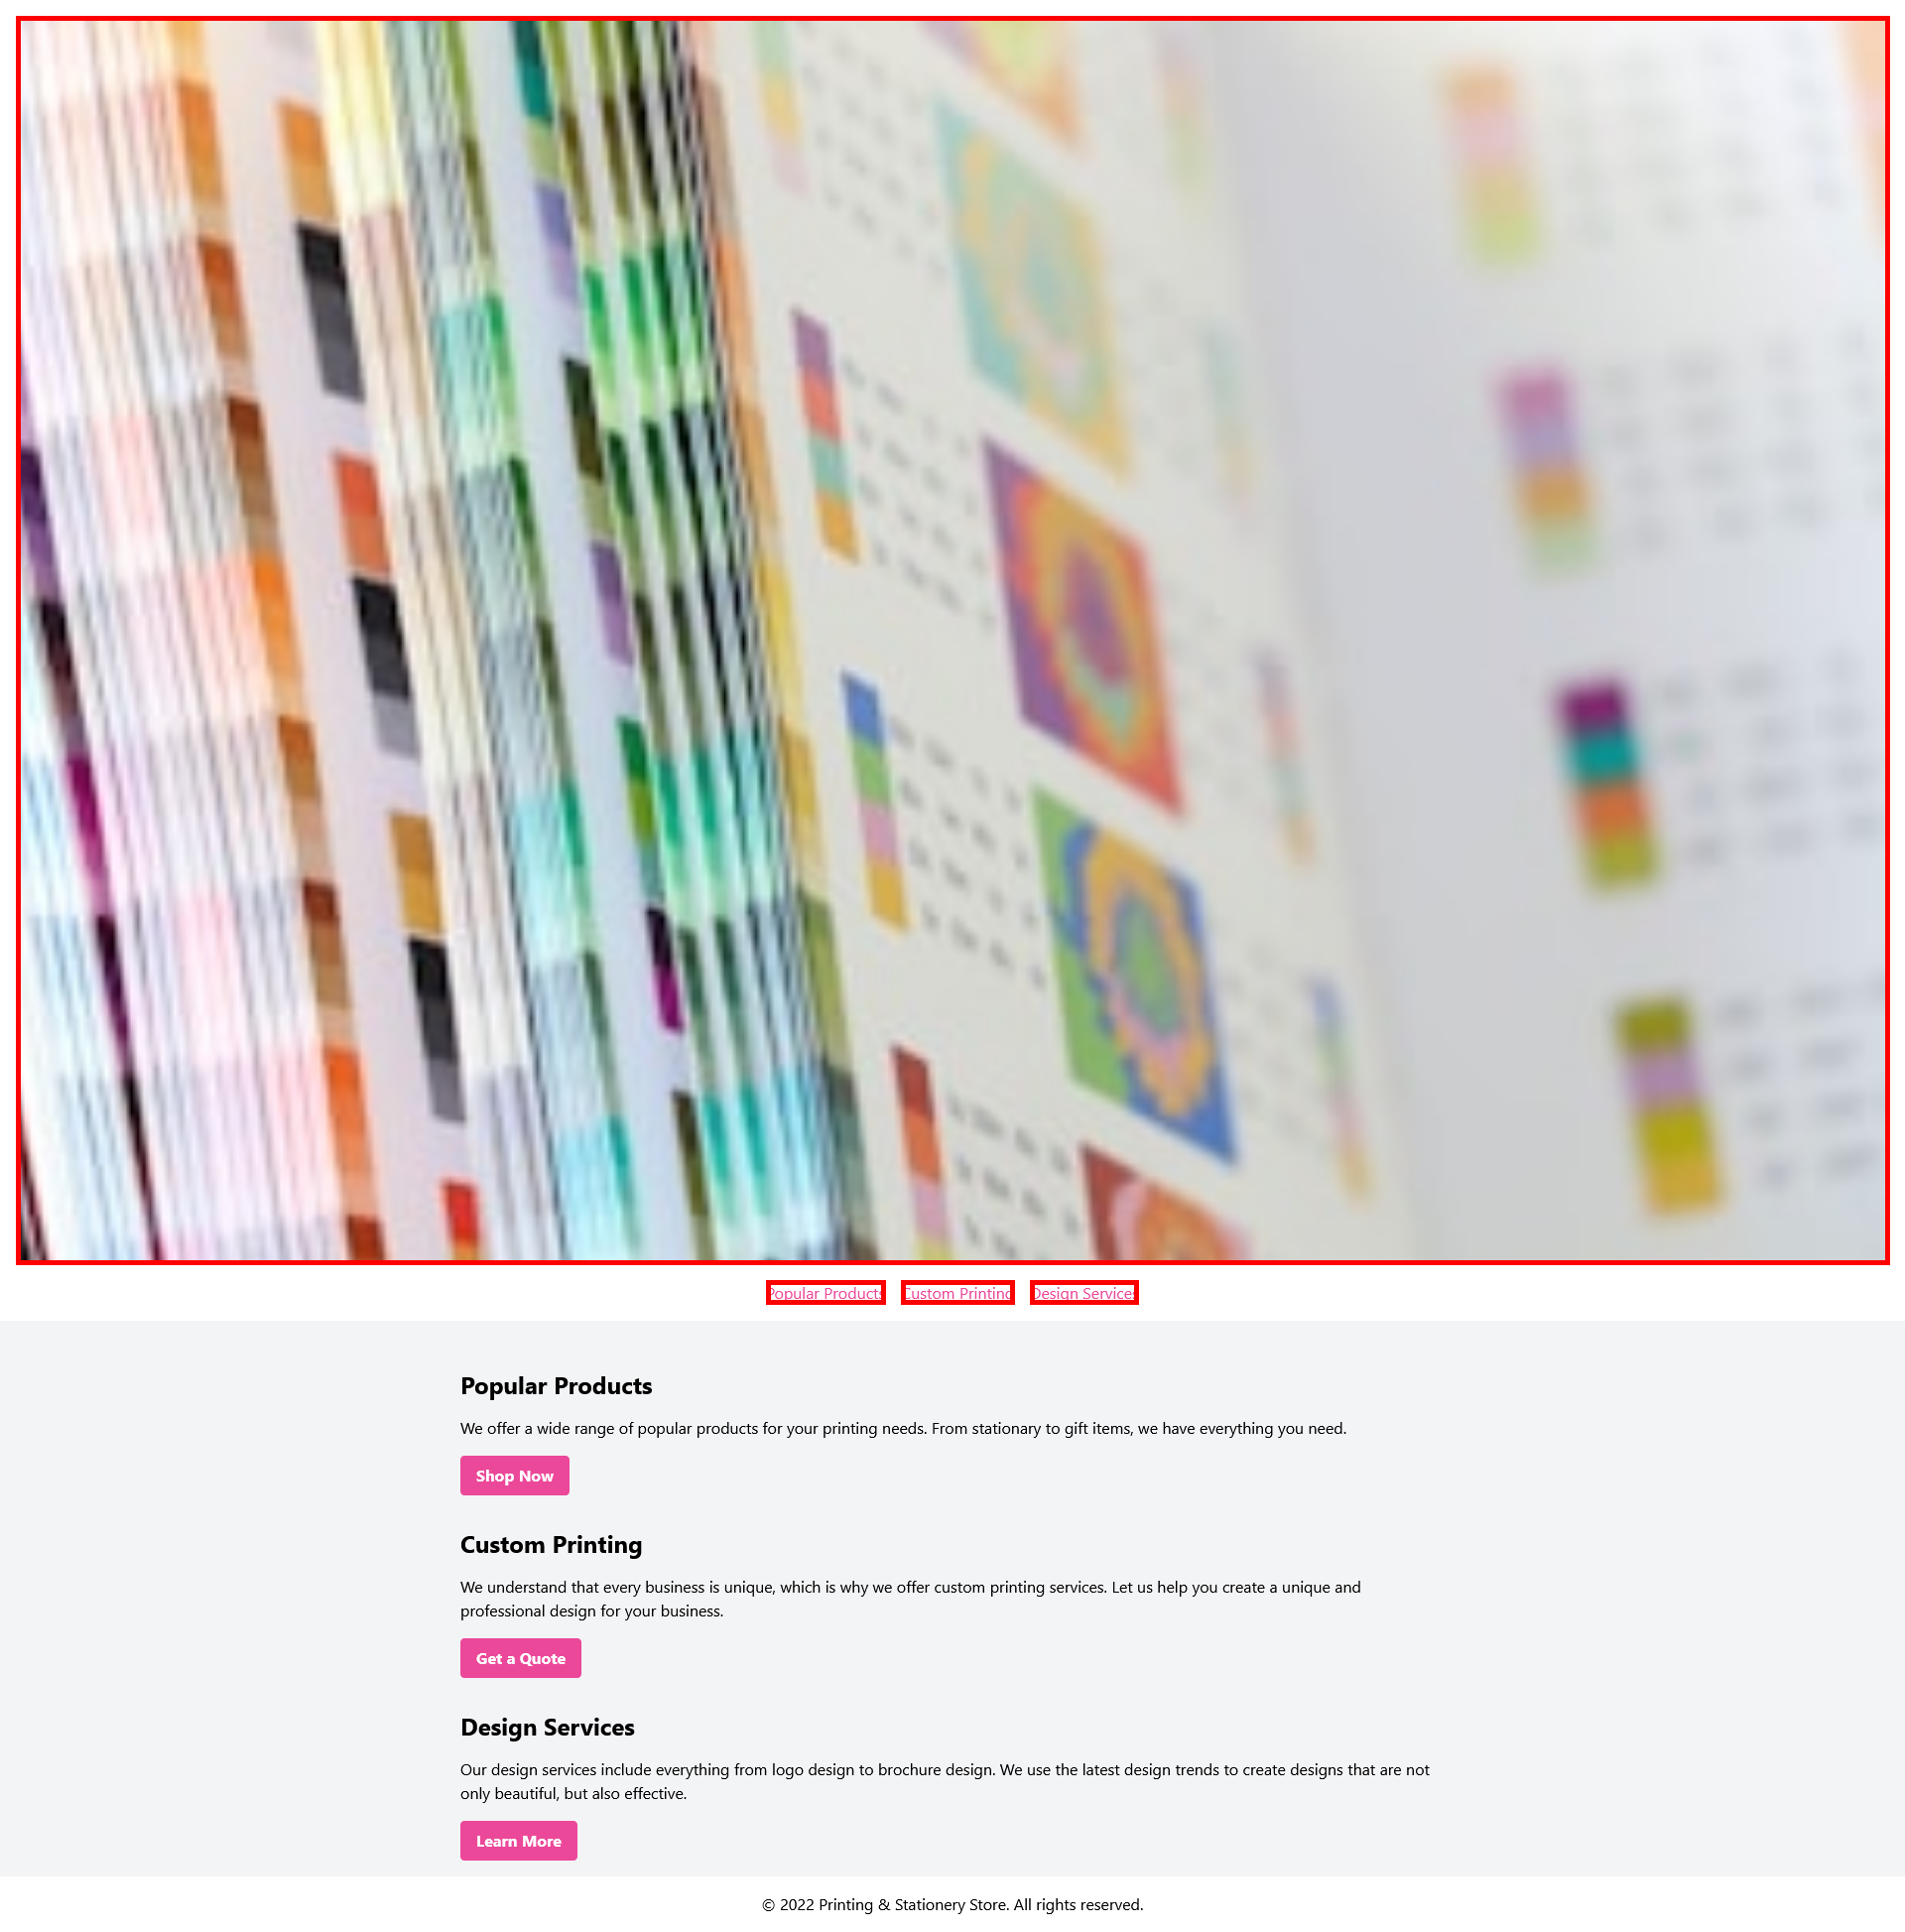 Popular Products Custom Printing Design Services
Popular Products
We offer a wide range of popular products for your printing needs. From stationary to gift items, we have everything you need.
Shop Now
Custom Printing
We understand that every business is unique, which is why we offer custom printing services. Let us help you create a unique and
professional design for your business.
Get a Quote
Design Services
Our design services include everything from logo design to brochure design. We use the latest design trends to create designs that are not
only beautiful, but also effective.
Learn More
© 2022 Printing & Stationery Store. All rights reserved.